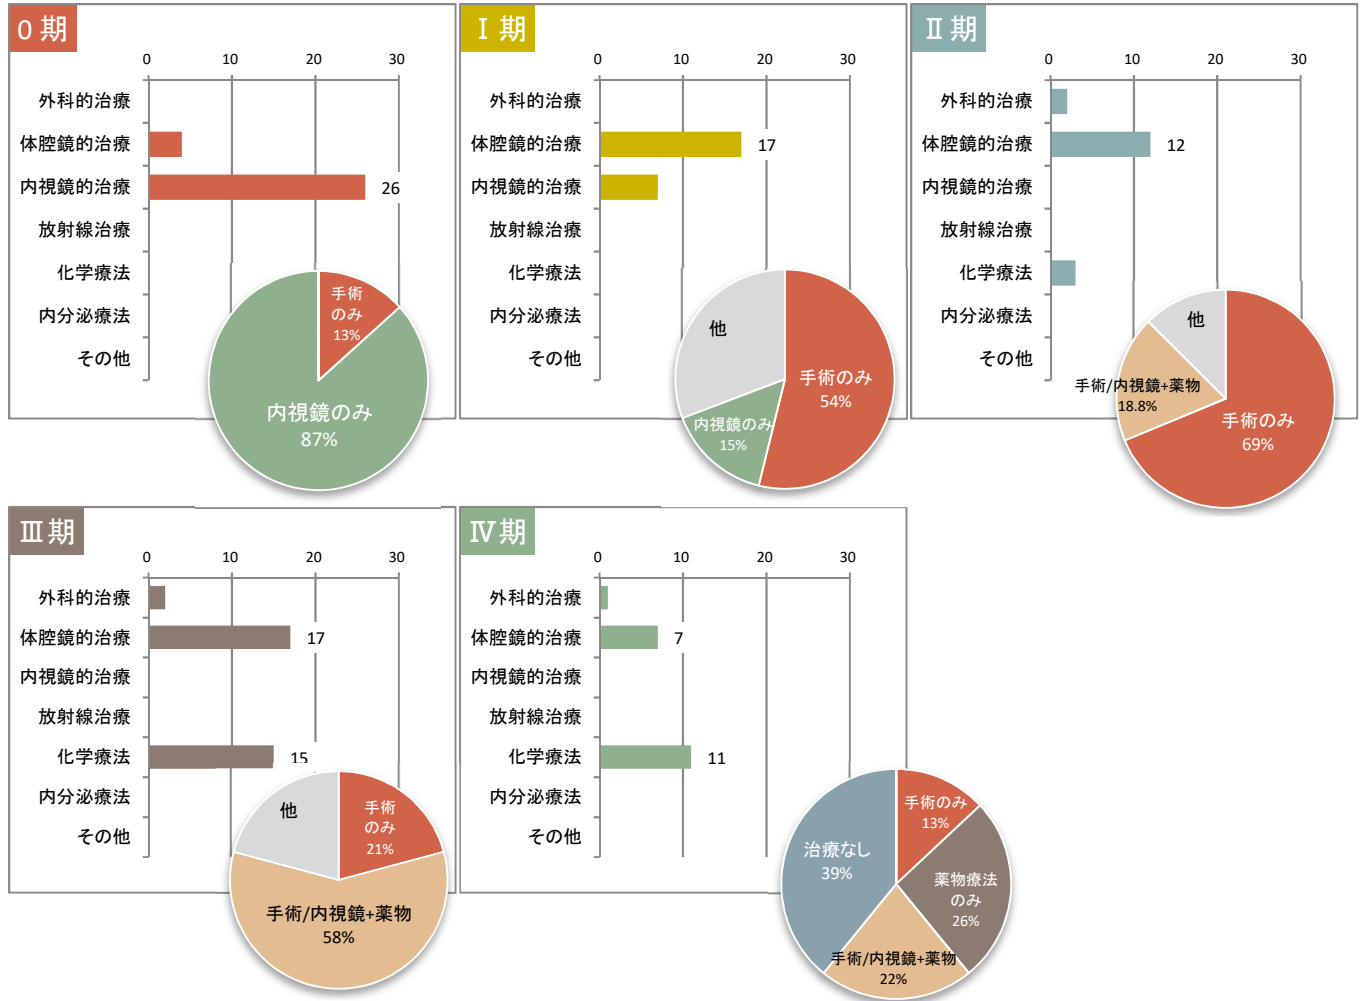 0 期
0 10 20 30
外科的治療
体腔鏡的治療
内視鏡的治療
26
放射線治療
化学療法
内分泌療法
その他
手術
のみ
13%
内視鏡のみ
87%
Ⅰ 期
0 10 20 30
外科的治療
体腔鏡的治療
17
内視鏡的治療
放射線治療
化学療法
内分泌療法
その他
他
手術のみ
54%
内視鏡のみ
15%
Ⅱ 期
0 10 20 30
外科的治療
体腔鏡的治療
12
内視鏡的治療
放射線治療
化学療法
内分泌療法
その他
他
手術/内視鏡+薬物
18.8%
手術のみ
69%
Ⅲ 期
0 10 20 30
外科的治療
体腔鏡的治療
17
内視鏡的治療
放射線治療
化学療法
15
内分泌療法
その他
他
手術
のみ
21%
手術/内視鏡+薬物
58%
Ⅳ 期
0 10 20 30
外科的治療
体腔鏡的治療
7
内視鏡的治療
放射線治療
化学療法
11
内分泌療法
その他
手術のみ
13%
治療なし
39%
薬物療法
のみ
26%
手術/内視鏡+薬物
22%